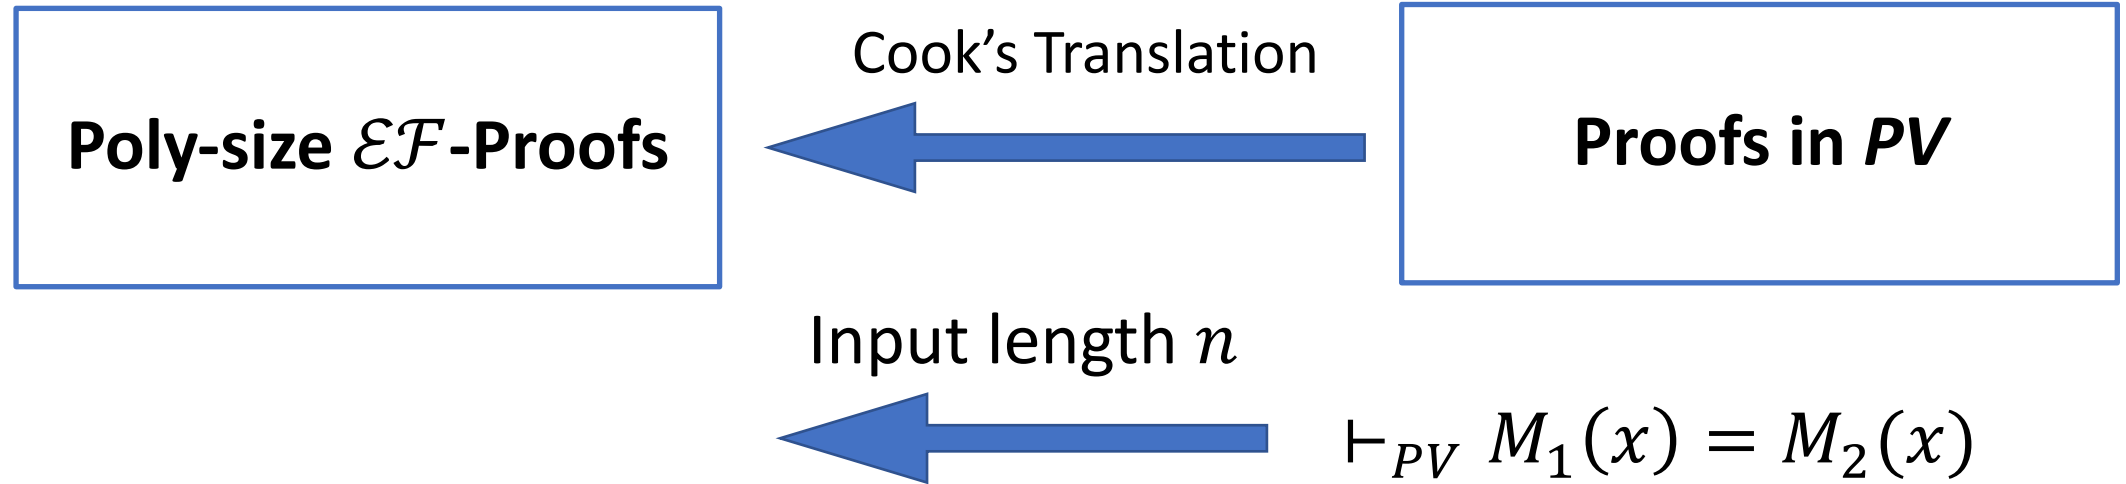 Cook's Translation
Poly-size ℰℱ-Proofs
Proofs in PV
Input length n
⊢_{PV} M₁(x) = M₂(x)